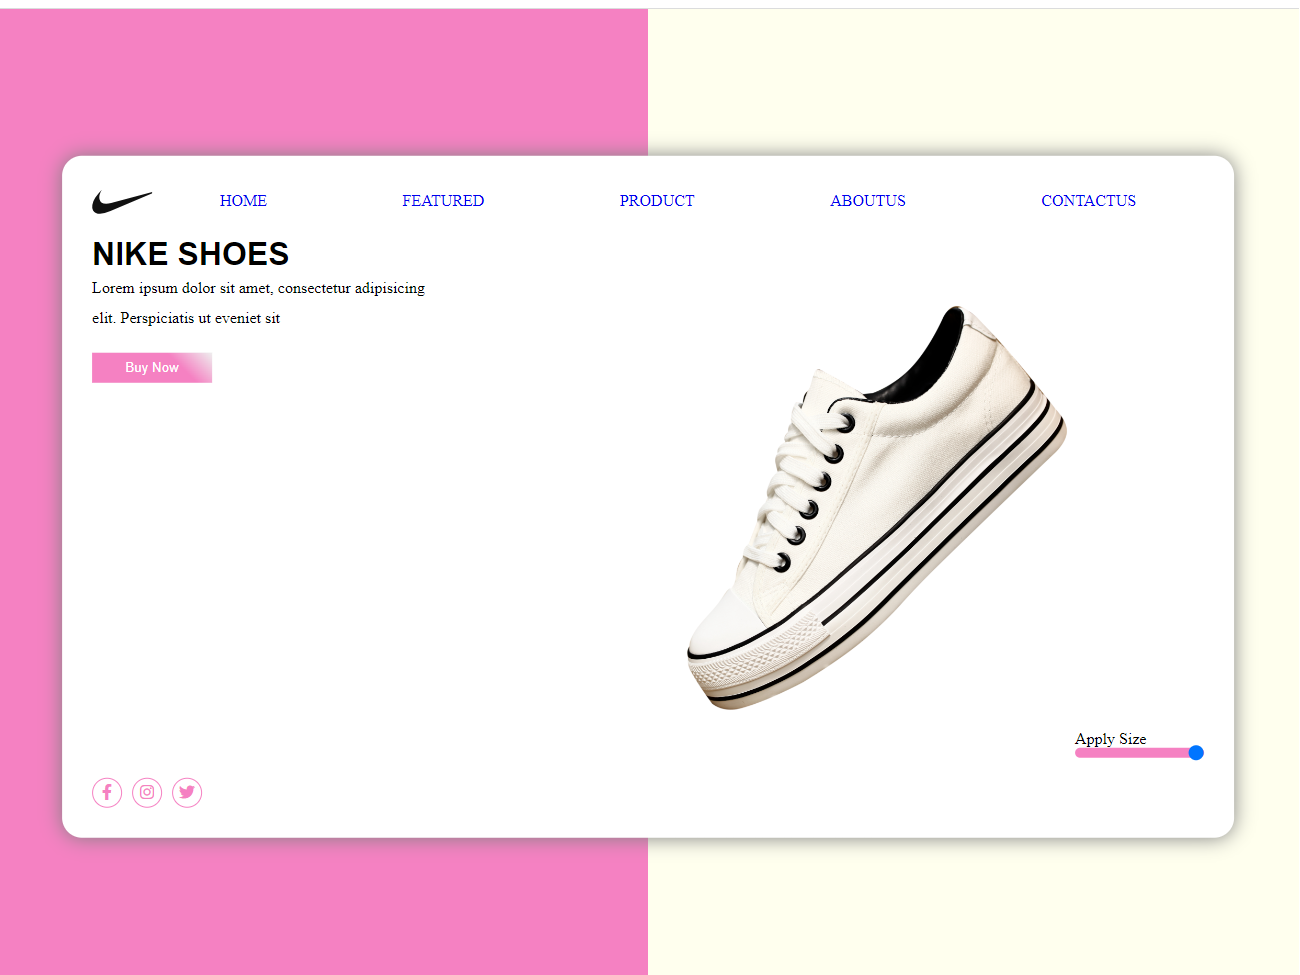 HOME FEATURED PRODUCT ABOUTUS CONTACTUS
NIKE SHOES
Lorem ipsum dolor sit amet, consectetur adipisicing
elit. Perspiciatis ut eveniet sit
Buy Now
Apply Size